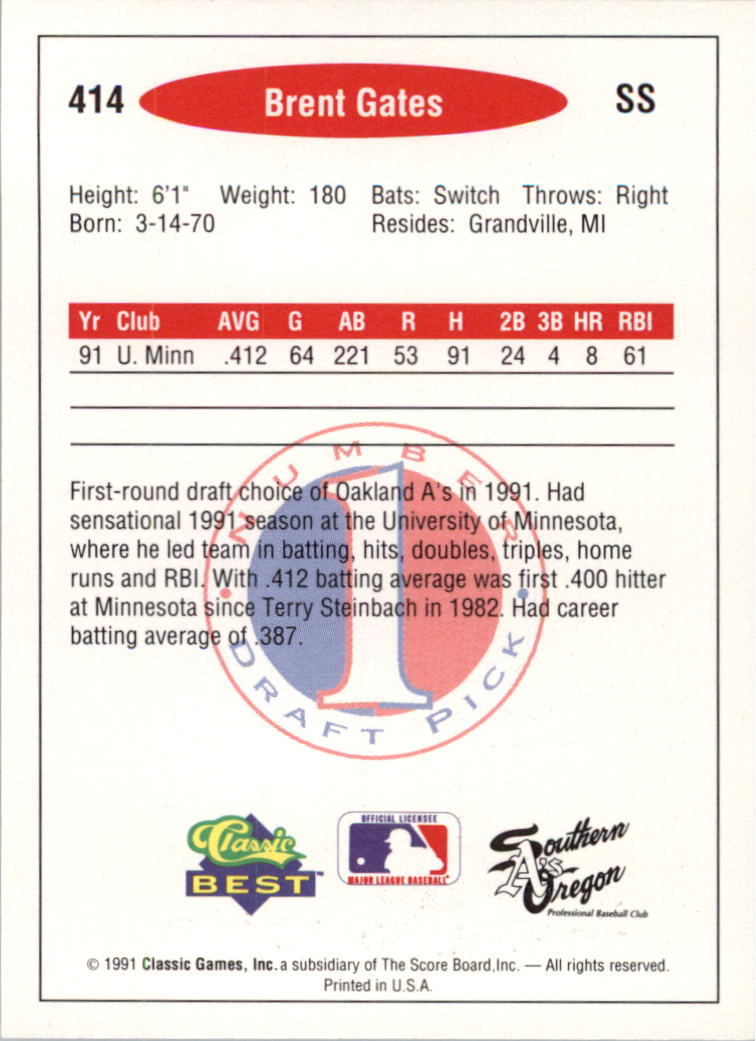 414 Brent Gates SS
Height: 6'1" Weight: 180 Bats: Switch Throws: Right
Born: 3-14-70 Resides: Grandville, MI
Yr Club AVG G AB R H 2B 3B HR RBI
91 U. Minn .412 64 221 53 91 24 4 8 61
NUMBER
1
First-round draft choice of Oakland A's in 1991. Had
sensational 1991 season at the University of Minnesota,
where he led team in batting, hits, doubles, triples, home
runs and RBI. With .412 batting average was first .400 hitter
at Minnesota since Terry Steinbach in 1982. Had career
batting average of .387.
DRAFT PICK
Classic
BEST™
OFFICIAL LICENSEE
MAJOR LEAGUE BASEBALL
Southern
A's
Oregon
Professional Baseball Club
© 1991 Classic Games, Inc. a subsidiary of The Score Board, Inc. — All rights reserved.
Printed in U.S.A.